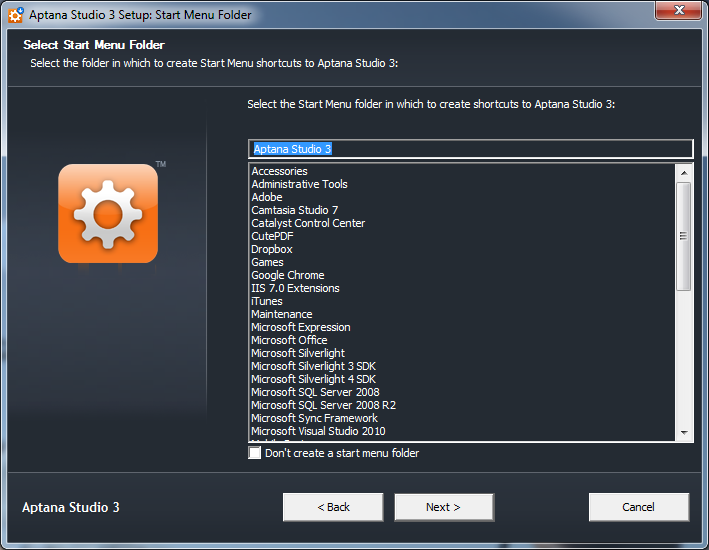 Aptana Studio 3 Setup: Start Menu Folder
Select Start Menu Folder
Select the folder in which to create Start Menu shortcuts to Aptana Studio 3:
Select the Start Menu folder in which to create shortcuts to Aptana Studio 3:
TM
Aptana Studio 3
Accessories
Administrative Tools
Adobe
Camtasia Studio 7
Catalyst Control Center
CutePDF
Dropbox
Games
Google Chrome
IIS 7.0 Extensions
iTunes
Maintenance
Microsoft Expression
Microsoft Office
Microsoft Silverlight
Microsoft Silverlight 3 SDK
Microsoft Silverlight 4 SDK
Microsoft SQL Server 2008
Microsoft SQL Server 2008 R2
Microsoft Sync Framework
Microsoft Visual Studio 2010
Don't create a start menu folder
Aptana Studio 3
< Back
Next >
Cancel